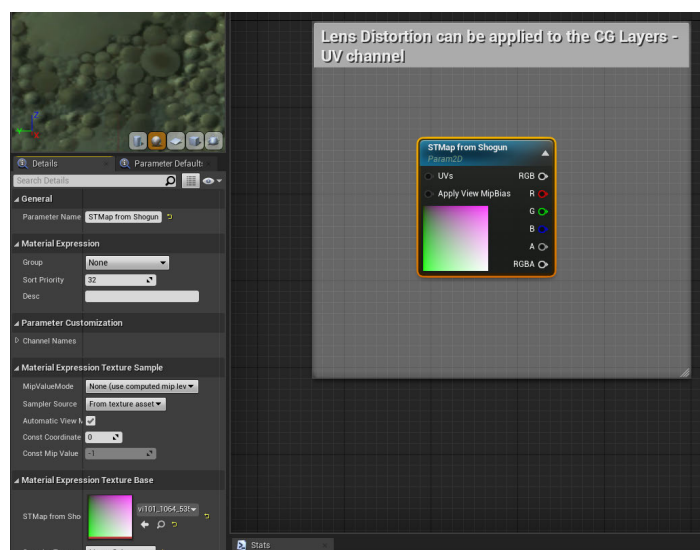 Lens Distortion can be applied to the CG Layers -
UV channel
STMap from Shogun
Param2D
UVs
RGB
Apply View MipBias
R
G
B
A
RGBA
Details
Parameter Defaults
Search Details
General
Parameter Name
STMap from Shogun
Material Expression
Group
None
Sort Priority
32
Desc
Parameter Customization
Channel Names
Material Expression Texture Sample
MipValueMode
None (use computed mip lev
Sampler Source
From texture asset
Automatic View M
Const Coordinate
0
Const Mip Value
-1
Material Expression Texture Base
STMap from Sho
Stats